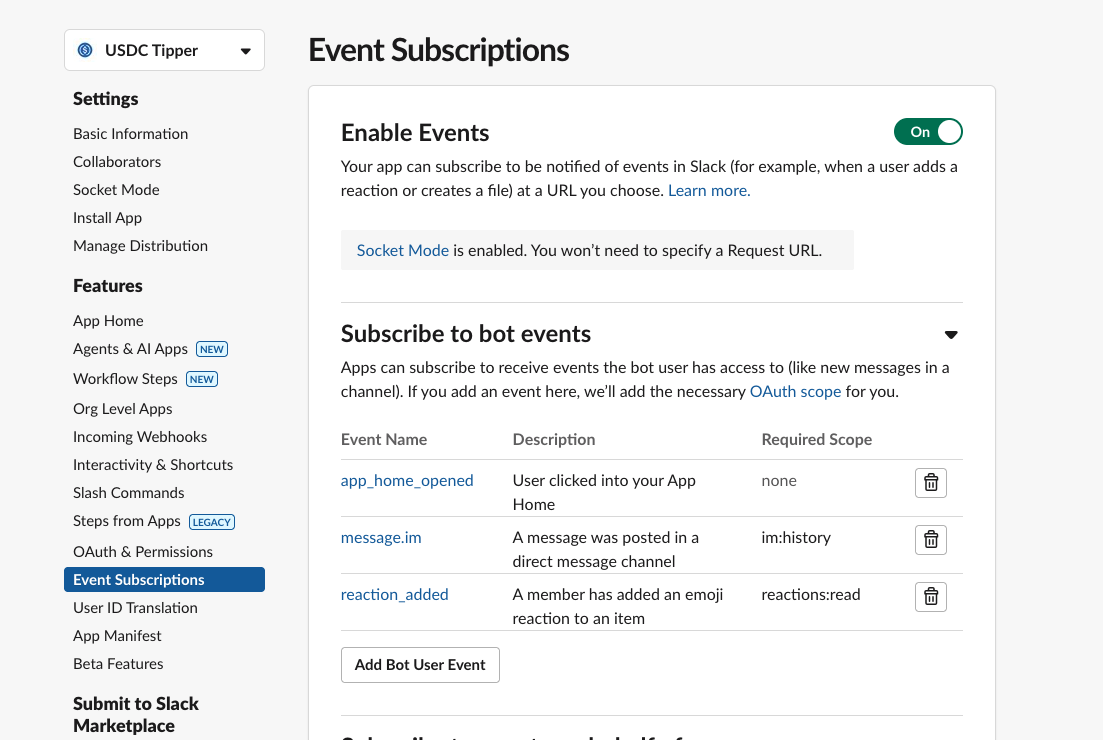 USDC Tipper
Settings
Basic Information
Collaborators
Socket Mode
Install App
Manage Distribution
Features
App Home
Agents & AI Apps NEW
Workflow Steps NEW
Org Level Apps
Incoming Webhooks
Interactivity & Shortcuts
Slash Commands
Steps from Apps LEGACY
OAuth & Permissions
Event Subscriptions
User ID Translation
App Manifest
Beta Features
Submit to Slack
Marketplace
Event Subscriptions
Enable Events
On
Your app can subscribe to be notified of events in Slack (for example, when a user adds a
reaction or creates a file) at a URL you choose. Learn more.
Socket Mode is enabled. You won’t need to specify a Request URL.
Subscribe to bot events
Apps can subscribe to receive events the bot user has access to (like new messages in a
channel). If you add an event here, we’ll add the necessary OAuth scope for you.
Event Name Description Required Scope
app_home_opened User clicked into your App none
Home
message.im A message was posted in a im:history
direct message channel
reaction_added A member has added an emoji reactions:read
reaction to an item
Add Bot User Event